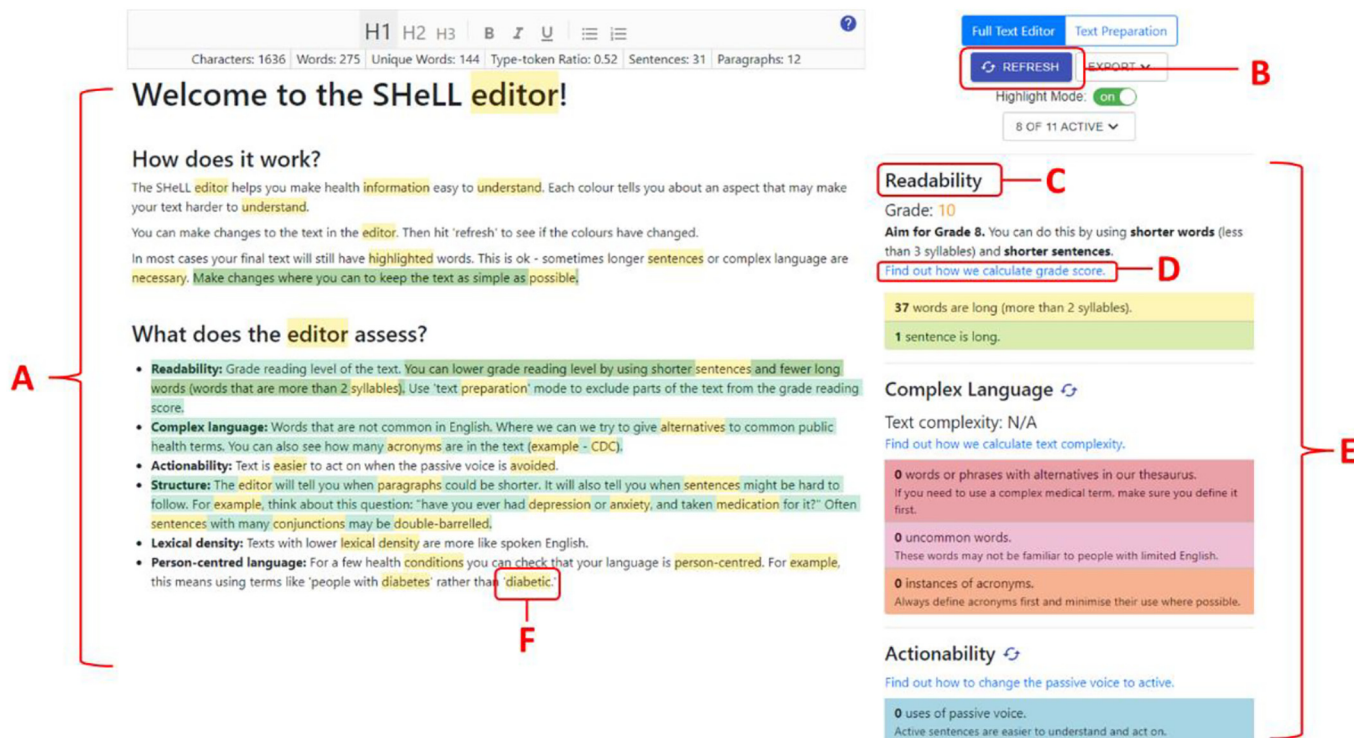 H1 H2 H3 B I U
Characters: 1636 Words: 275 Unique Words: 144 Type-token Ratio: 0.52 Sentences: 31 Paragraphs: 12
Welcome to the SHeLL editor!
How does it work?
The SHeLL editor helps you make health information easy to understand. Each colour tells you about an aspect that may make
your text harder to understand.
You can make changes to the text in the editor. Then hit 'refresh' to see if the colours have changed.
In most cases your final text will still have highlighted words. This is ok - sometimes longer sentences or complex language are
necessary. Make changes where you can to keep the text as simple as possible.
What does the editor assess?
• Readability: Grade reading level of the text. You can lower grade reading level by using shorter sentences and fewer long
words (words that are more than 2 syllables). Use 'text preparation' mode to exclude parts of the text from the grade reading
score.
• Complex language: Words that are not common in English. Where we can we try to give alternatives to common public
health terms. You can also see how many acronyms are in the text (example - CDC).
• Actionability: Text is easier to act on when the passive voice is avoided.
• Structure: The editor will tell you when paragraphs could be shorter. It will also tell you when sentences might be hard to
follow. For example, think about this question: "have you ever had depression or anxiety, and taken medication for it?" Often
sentences with many conjunctions may be double-barrelled.
• Lexical density: Texts with lower lexical density are more like spoken English.
• Person-centred language: For a few health conditions you can check that your language is person-centred. For example,
this means using terms like 'people with diabetes' rather than 'diabetic.'
A
F
?
Full Text Editor Text Preparation
REFRESH EXPORT
B
Highlight Mode: on
8 OF 11 ACTIVE
Readability
C
Grade: 10
Aim for Grade 8. You can do this by using shorter words (less
than 3 syllables) and shorter sentences.
Find out how we calculate grade score.
D
37 words are long (more than 2 syllables).
1 sentence is long.
Complex Language
Text complexity: N/A
Find out how we calculate text complexity.
E
0 words or phrases with alternatives in our thesaurus.
If you need to use a complex medical term. make sure you define it
first.
0 uncommon words.
These words may not be familiar to people with limited English.
0 instances of acronyms.
Always define acronyms first and minimise their use where possible.
Actionability
Find out how to change the passive voice to active.
0 uses of passive voice.
Active sentences are easier to understand and act on.